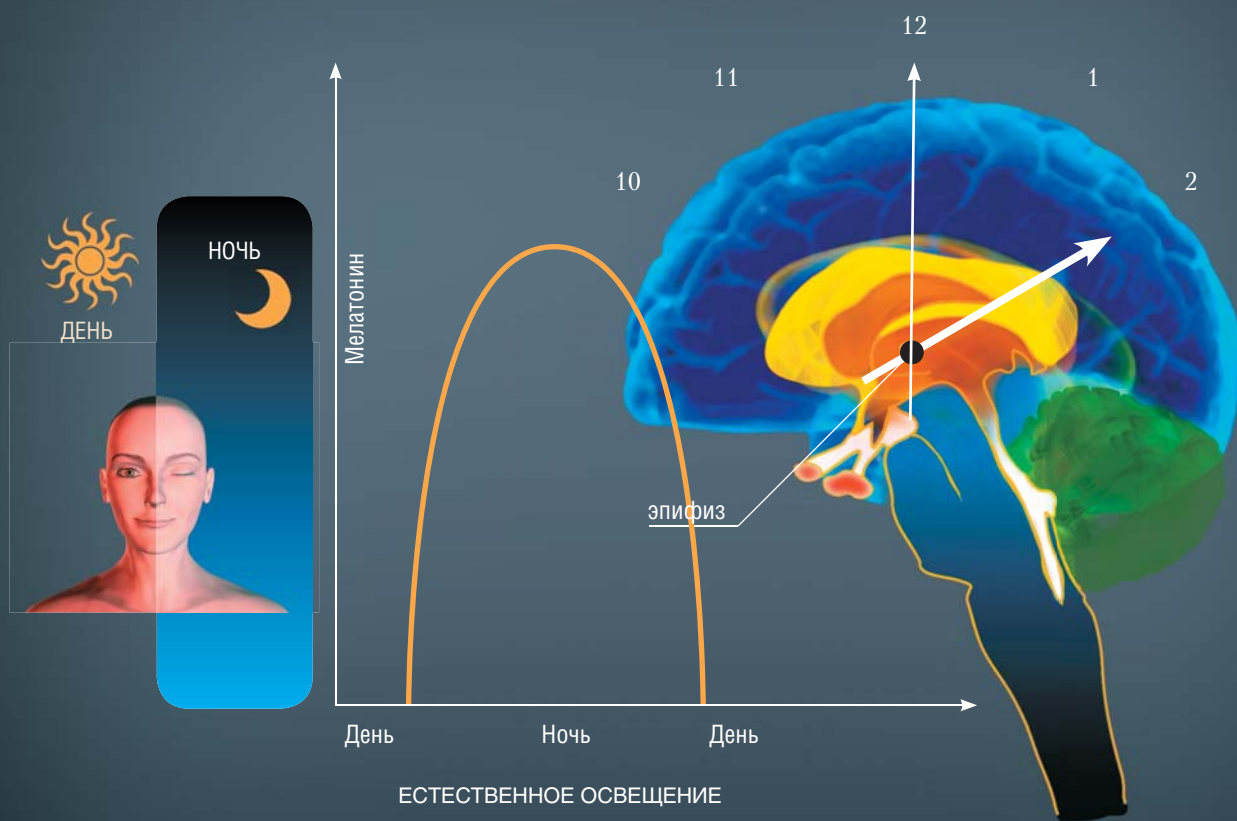 12
11
1
10
2
НОЧЬ
ДЕНЬ
Мелатонин
эпифиз
День
Ночь
День
ЕСТЕСТВЕННОЕ ОСВЕЩЕНИЕ